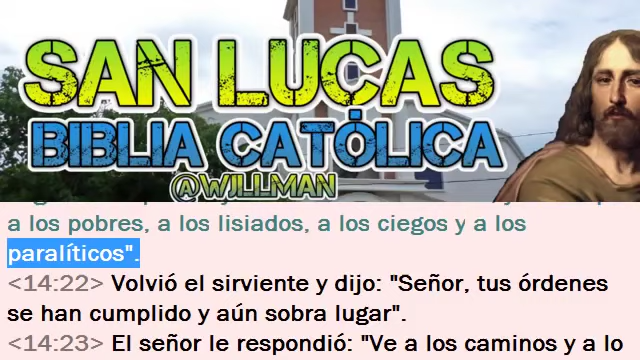 SAN LUCAS
BIBLIA CATÓLICA
@WILLMAN
a los pobres, a los lisiados, a los ciegos y a los
paralíticos".
<14:22> Volvió el sirviente y dijo: "Señor, tus órdenes
se han cumplido y aún sobra lugar".
<14:23> El señor le respondió: "Ve a los caminos y a lo